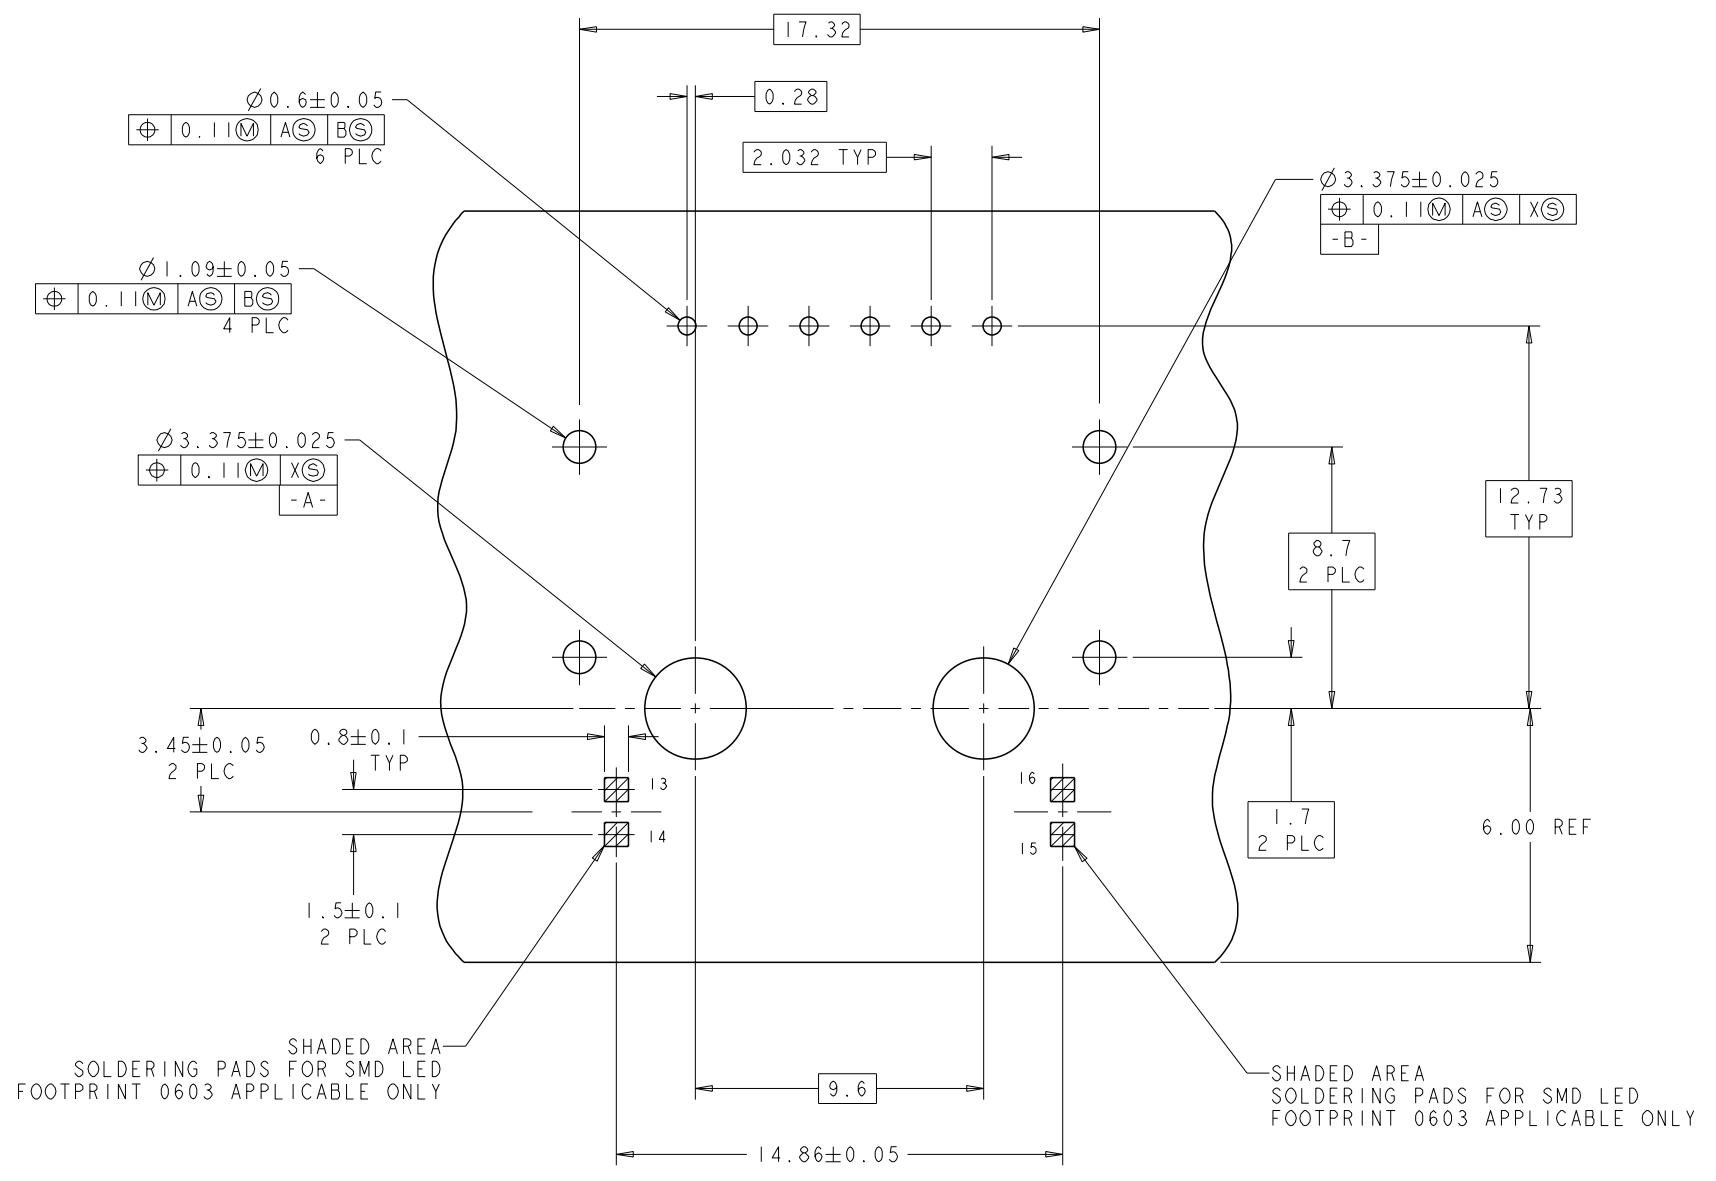 17.32
0.28
Ø0.6±0.05
⌖ 0.11Ⓜ AⓈ BⓈ
6 PLC
2.032 TYP
Ø3.375±0.025
⌖ 0.11Ⓜ AⓈ XⓈ
-B-
Ø1.09±0.05
⌖ 0.11Ⓜ AⓈ BⓈ
4 PLC
Ø3.375±0.025
⌖ 0.11Ⓜ XⓈ
-A-
12.73
TYP
8.7
2 PLC
3.45±0.05
2 PLC
0.8±0.1
TYP
13
14
16
15
1.7
2 PLC
6.00 REF
1.5±0.1
2 PLC
SHADED AREA
SOLDERING PADS FOR SMD LED
FOOTPRINT 0603 APPLICABLE ONLY
SHADED AREA
SOLDERING PADS FOR SMD LED
FOOTPRINT 0603 APPLICABLE ONLY
9.6
14.86±0.05